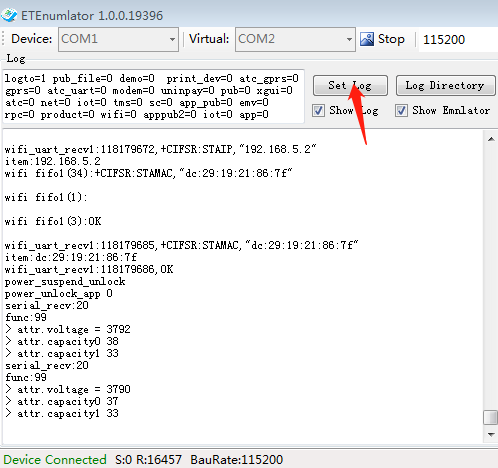 ETEnumlator 1.0.0.19396
Device: COM1 Virtual: COM2 Stop 115200
Log
logto=1 pub_file=0 demo=0 print_dev=0 atc_gprs=0
gprs=0 atc_uart=0 modem=0 uninpay=0 pub=0 xgui=0
atc=0 net=0 iot=0 tms=0 sc=0 app_pub=0 emv=0
rpc=0 product=0 wifi=0 apppub2=0 iot=0 app=0
Set Log Log Directory
Show Log Show Emnlator
wifi_uart_recv1:118179672,+CIFSR:STAIP,"192.168.5.2"
item:192.168.5.2
wifi fifo1(34):+CIFSR:STAMAC,"dc:29:19:21:86:7f"
wifi fifo1(1):
wifi fifo1(3):OK
wifi_uart_recv1:118179685,+CIFSR:STAMAC,"dc:29:19:21:86:7f"
item:dc:29:19:21:86:7f
wifi_uart_recv1:118179686,OK
power_suspend_unlock
power_unlock_app 0
serial_recv:20
func:99
> attr.voltage = 3792
> attr.capacity0 38
> attr.capacity1 33
serial_recv:20
func:99
> attr.voltage = 3790
> attr.capacity0 37
> attr.capacity1 33
Device Connected S:0 R:16457 BauRate:115200